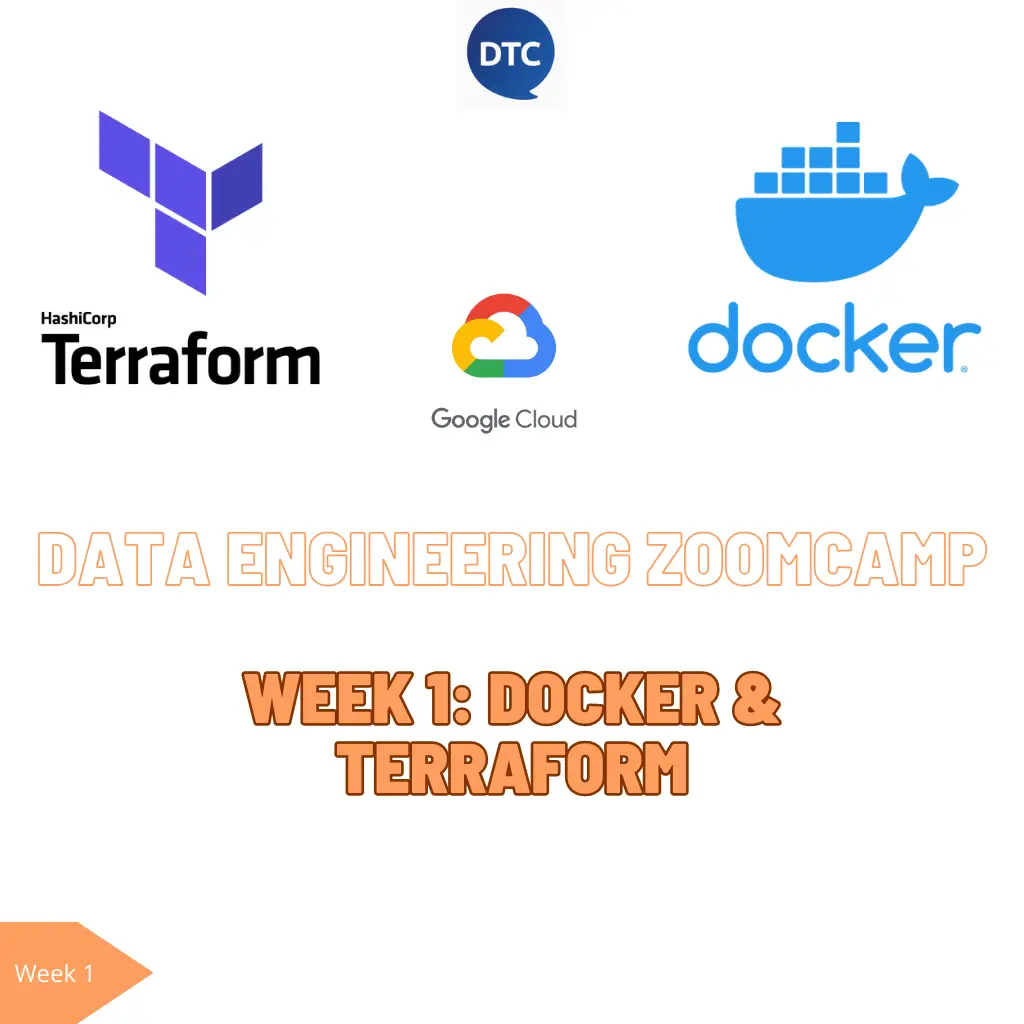 DTC
HashiCorp
Terraform
Google Cloud
docker
DATA ENGINEERING ZOOMCAMP
WEEK 1: DOCKER &
TERRAFORM
Week 1